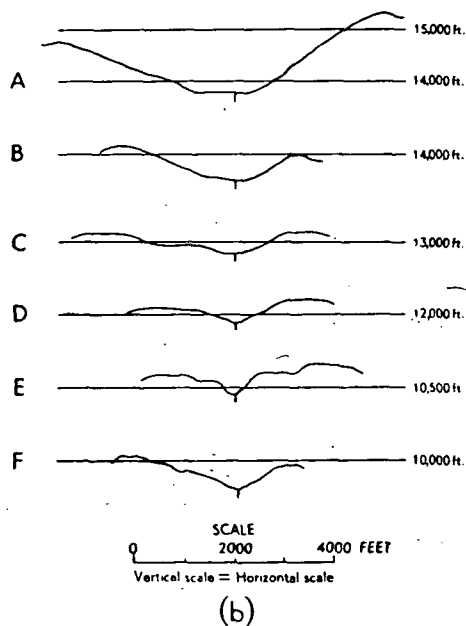 15,000 ft.
A 14,000 ft.
B 14,000 ft.
C 13,000 ft.
D 12,000 ft.
E 10,500 ft
F 10,000 ft.
SCALE
0 2000 4000 FEET
Vertical scale = Horizontal scale
(b)